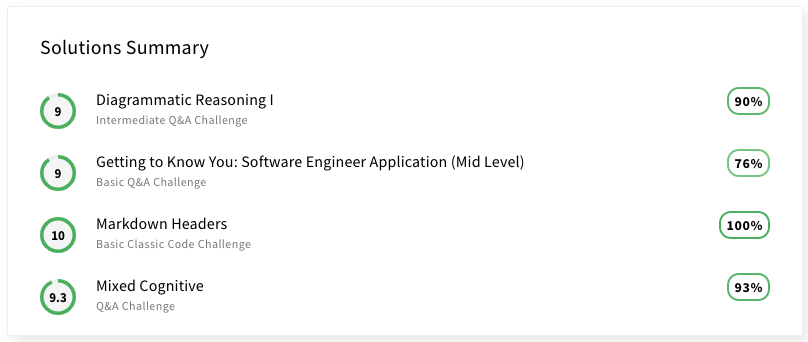 Solutions Summary
9
Diagrammatic Reasoning I
90%
Intermediate Q&A Challenge
9
Getting to Know You: Software Engineer Application (Mid Level)
76%
Basic Q&A Challenge
10
Markdown Headers
100%
Basic Classic Code Challenge
9.3
Mixed Cognitive
93%
Q&A Challenge